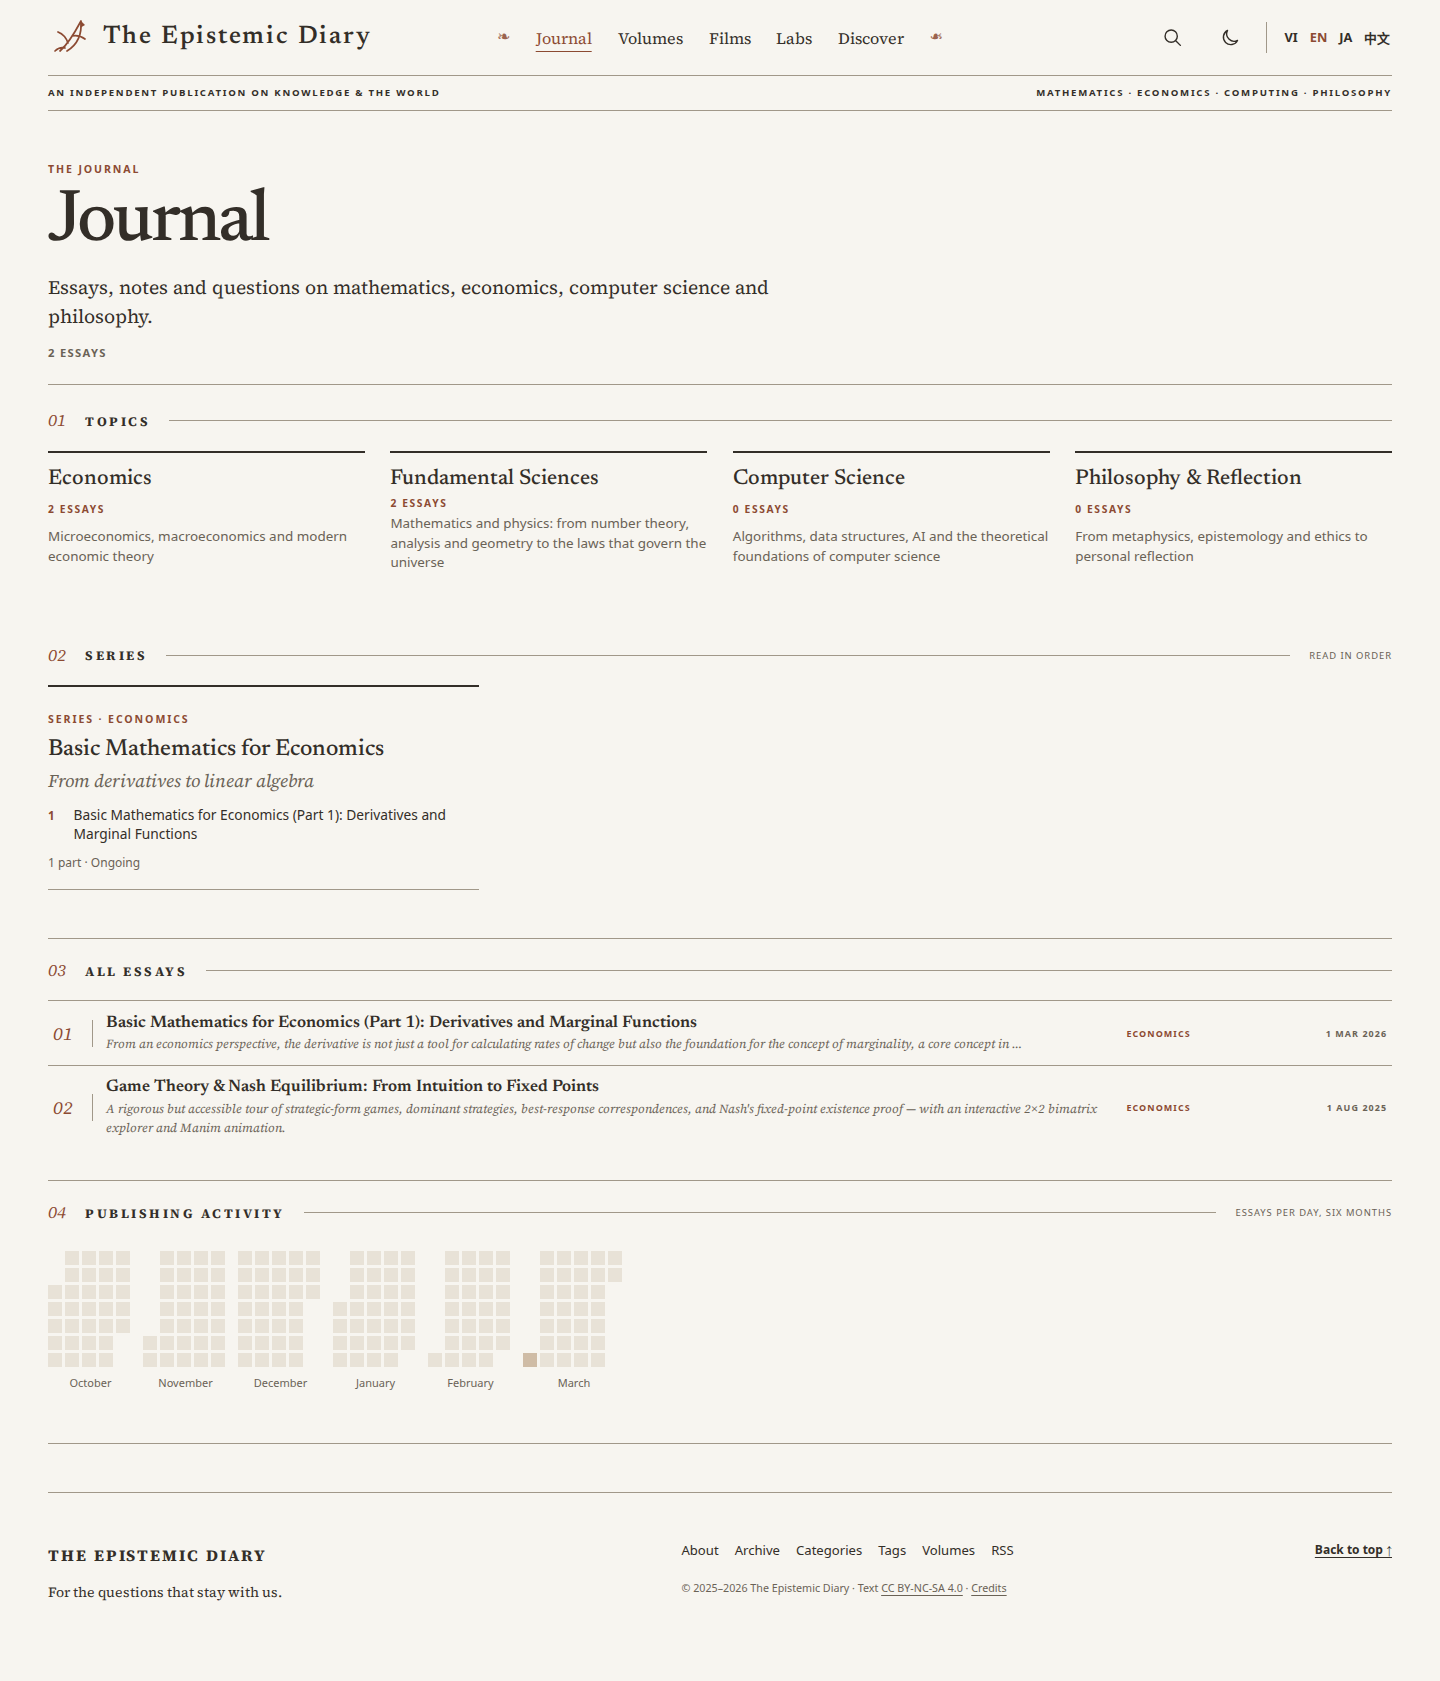 The Epistemic Diary
❧ Journal Volumes Films Labs Discover ☙
VI EN JA 中文
AN INDEPENDENT PUBLICATION ON KNOWLEDGE & THE WORLD
MATHEMATICS · ECONOMICS · COMPUTING · PHILOSOPHY
THE JOURNAL
Journal
Essays, notes and questions on mathematics, economics, computer science and
philosophy.
2 ESSAYS
01 TOPICS
Economics
2 ESSAYS
Microeconomics, macroeconomics and modern
economic theory
Fundamental Sciences
2 ESSAYS
Mathematics and physics: from number theory,
analysis and geometry to the laws that govern the
universe
Computer Science
0 ESSAYS
Algorithms, data structures, AI and the theoretical
foundations of computer science
Philosophy & Reflection
0 ESSAYS
From metaphysics, epistemology and ethics to
personal reflection
02 SERIES
READ IN ORDER
SERIES · ECONOMICS
Basic Mathematics for Economics
From derivatives to linear algebra
1 Basic Mathematics for Economics (Part 1): Derivatives and
Marginal Functions
1 part · Ongoing
03 ALL ESSAYS
01
Basic Mathematics for Economics (Part 1): Derivatives and Marginal Functions
From an economics perspective, the derivative is not just a tool for calculating rates of change but also the foundation for the concept of marginality, a core concept in ...
ECONOMICS
1 MAR 2026
02
Game Theory & Nash Equilibrium: From Intuition to Fixed Points
A rigorous but accessible tour of strategic-form games, dominant strategies, best-response correspondences, and Nash's fixed-point existence proof — with an interactive 2×2 bimatrix
explorer and Manim animation.
ECONOMICS
1 AUG 2025
04 PUBLISHING ACTIVITY
ESSAYS PER DAY, SIX MONTHS
October November December January February March
THE EPISTEMIC DIARY
For the questions that stay with us.
About Archive Categories Tags Volumes RSS
© 2025–2026 The Epistemic Diary · Text CC BY-NC-SA 4.0 · Credits
Back to top ↑